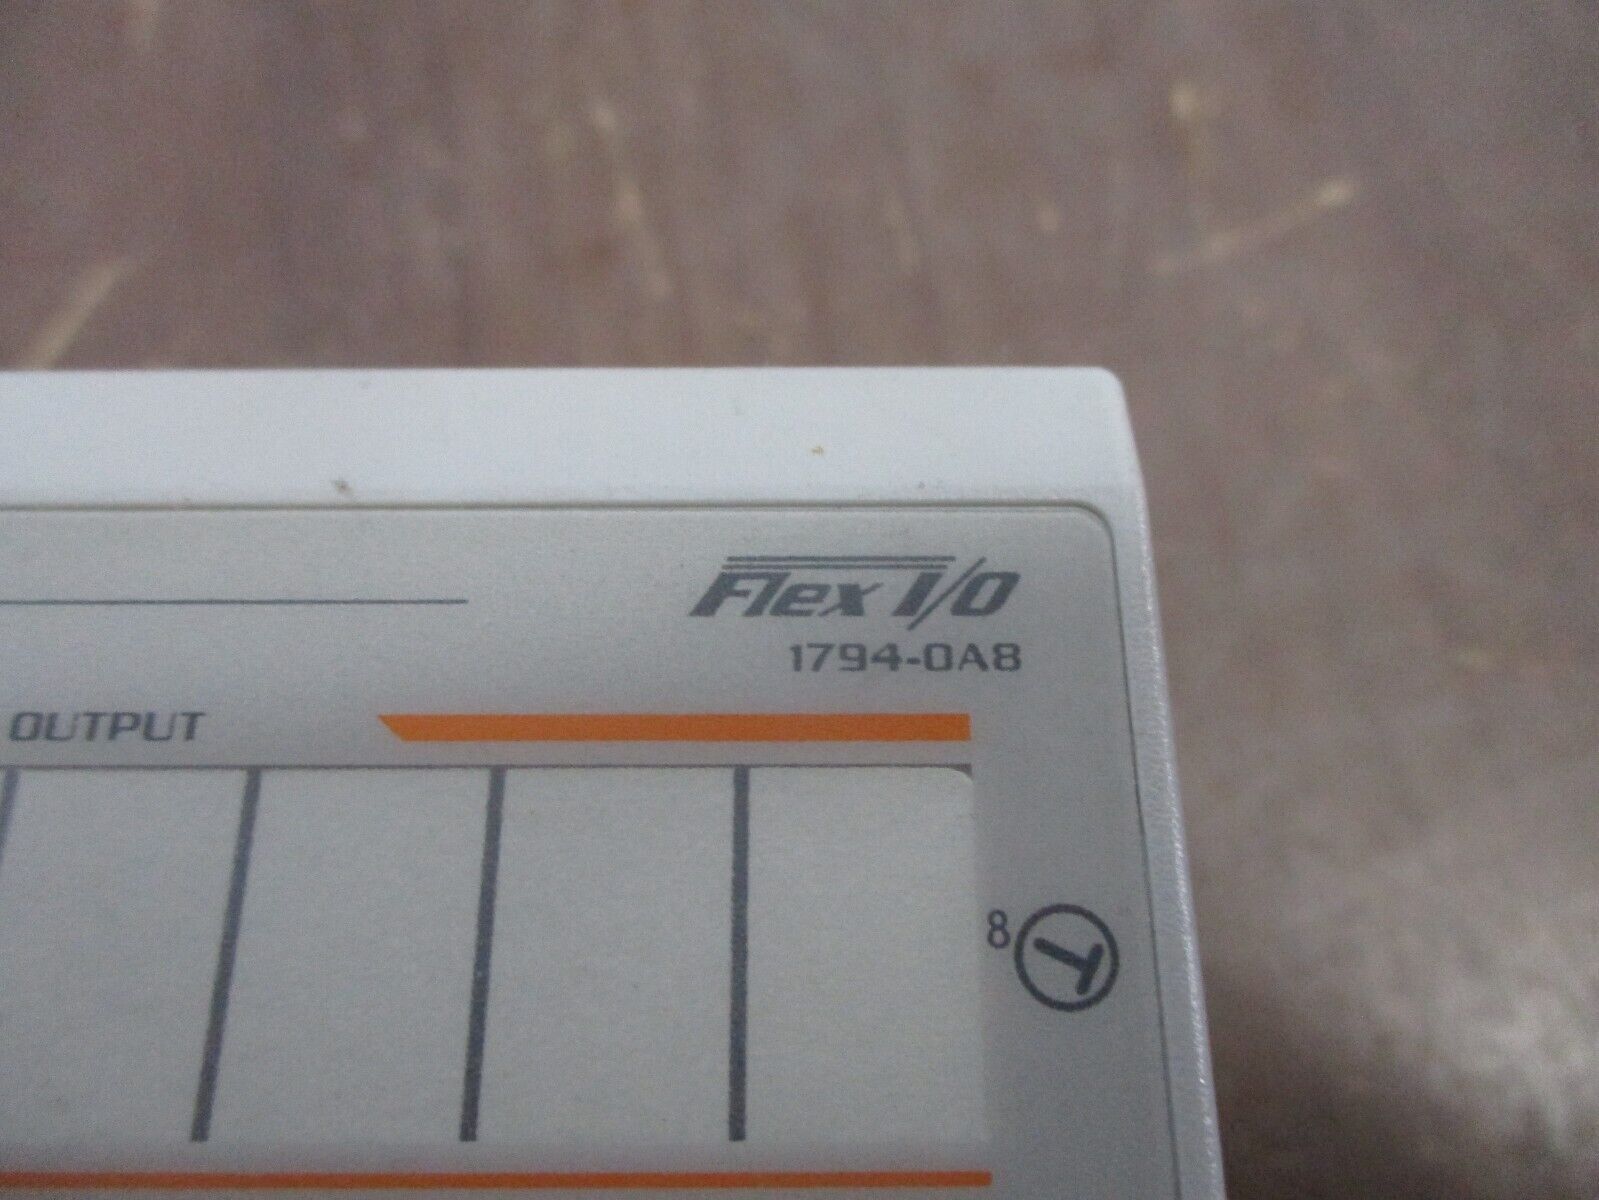 Flex I/O
1794-OA8
OUTPUT
8